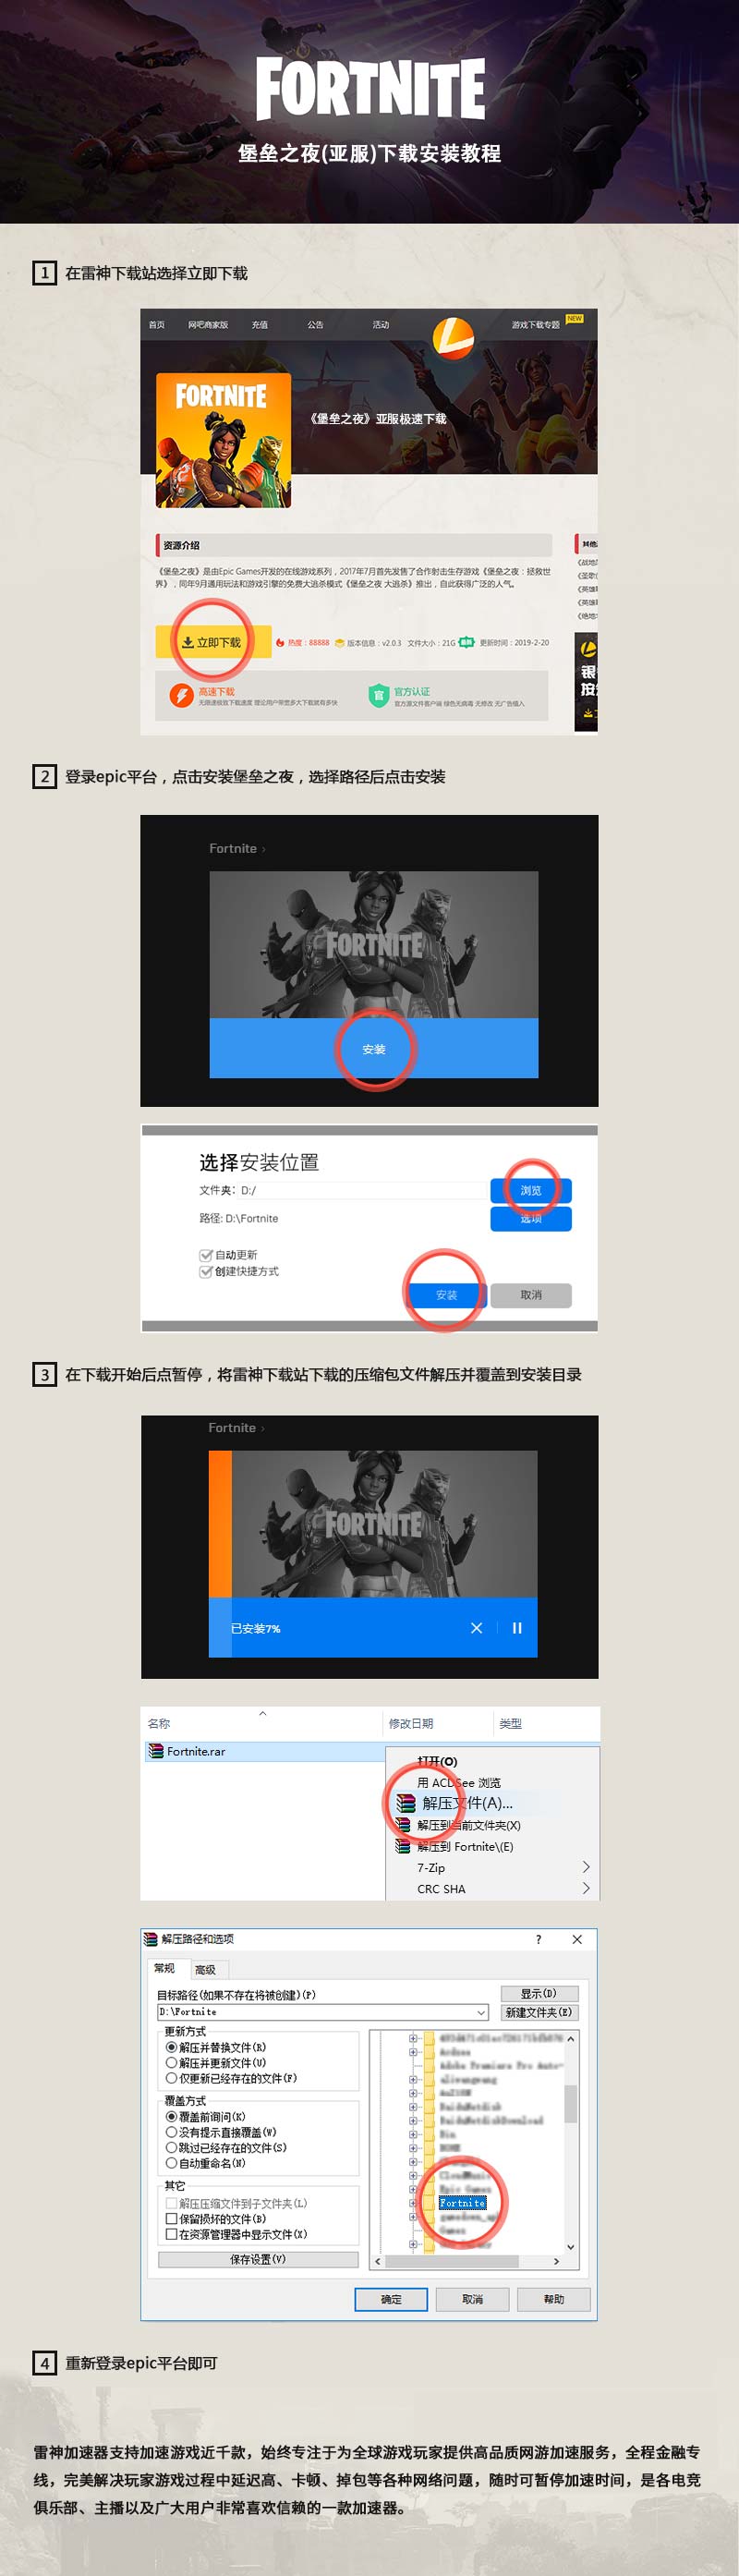 FORTNITE
堡垒之夜(亚服)下载安装教程
1 在雷神下载站选择立即下载
首页 网吧商家版 充值 公告 活动 游戏下载专题 NEW
FORTNITE
《堡垒之夜》亚服极速下载
资源介绍
《堡垒之夜》是由Epic Games开发的在线游戏系列，2017年7月首先发售了合作射击生存游戏《堡垒之夜：拯救世
界》，同年9月通用玩法和游戏引擎的免费大逃杀模式《堡垒之夜 大逃杀》推出，自此获得广泛的人气。
立即下载 热度：88888 版本信息：v2.0.3 文件大小：21G 更新时间：2019-2-20
高速下载
官 官方认证
官方源文件客户端 绿色无病毒 无修改 无广告植入
2 登录epic平台，点击安装堡垒之夜，选择路径后点击安装
Fortnite ›
FORTNITE
安装
选择安装位置
文件夹：D:/ 浏览
路径: D:\Fortnite 选项
自动更新
创建快捷方式
安装 取消
3 在下载开始后点暂停，将雷神下载站下载的压缩包文件解压并覆盖到安装目录
Fortnite ›
FORTNITE
已安装7%
名称 修改日期 类型
Fortnite.rar
打开(O)
用 ACDSee 浏览
解压文件(A)...
解压到当前文件夹(X)
解压到 Fortnite\(E)
7-Zip
CRC SHA
解压路径和选项 ?
常规 高级
目标路径(如果不存在将被创建)(P) 显示(D)
D:\Fortnite 新建文件夹(E)
更新方式
解压并替换文件(R)
解压并更新文件(U)
仅更新已经存在的文件(F)
覆盖方式
覆盖前询问(K)
没有提示直接覆盖(W)
跳过已经存在的文件(S)
自动重命名(N)
其它
解压压缩文件到子文件夹(L)
保留损坏的文件(B)
在资源管理器中显示文件(X)
保存设置(V)
Fortnite
确定 取消 帮助
4 重新登录epic平台即可
雷神加速器支持加速游戏近千款，始终专注于为全球游戏玩家提供高品质网游加速服务，全程金融专
线，完美解决玩家游戏过程中延迟高、卡顿、掉包等各种网络问题，随时可暂停加速时间，是各电竞
俱乐部、主播以及广大用户非常喜欢信赖的一款加速器。